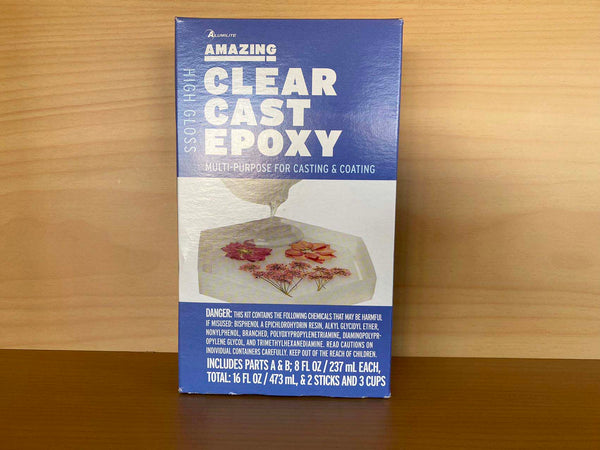 ALUMILITE
AMAZING
HIGH GLOSS
CLEAR
CAST
EPOXY
MULTI-PURPOSE FOR CASTING & COATING
DANGER: THIS KIT CONTAINS THE FOLLOWING CHEMICALS THAT MAY BE HARMFUL
IF MISUSED: BISPHENOL A EPICHLOROHYDRIN RESIN, ALKYL GLYCIDYL ETHER,
NONYLPHENOL, BRANCHED, POLYOXYPROPYLENETRIAMINE, DIAMINOPOLYPR-
OPYLENE GLYCOL, AND TRIMETHYLHEXANEDIAMINE. READ CAUTIONS ON
INDIVIDUAL CONTAINERS CAREFULLY. KEEP OUT OF THE REACH OF CHILDREN.
INCLUDES PARTS A & B; 8 FL OZ / 237 mL EACH,
TOTAL: 16 FL OZ / 473 mL, & 2 STICKS AND 3 CUPS